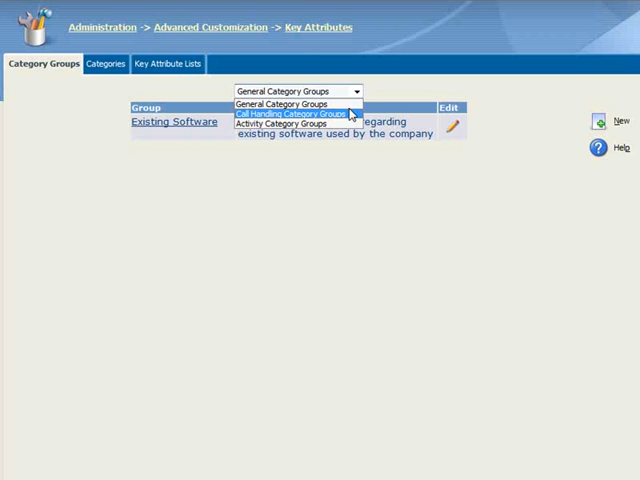 Administration -> Advanced Customization -> Key Attributes
Category Groups Categories Key Attribute Lists
General Category Groups
General Category Groups
Call Handling Category Groups
Activity Category Groups
Group Edit
Existing Software regarding
existing software used by the company
New
Help